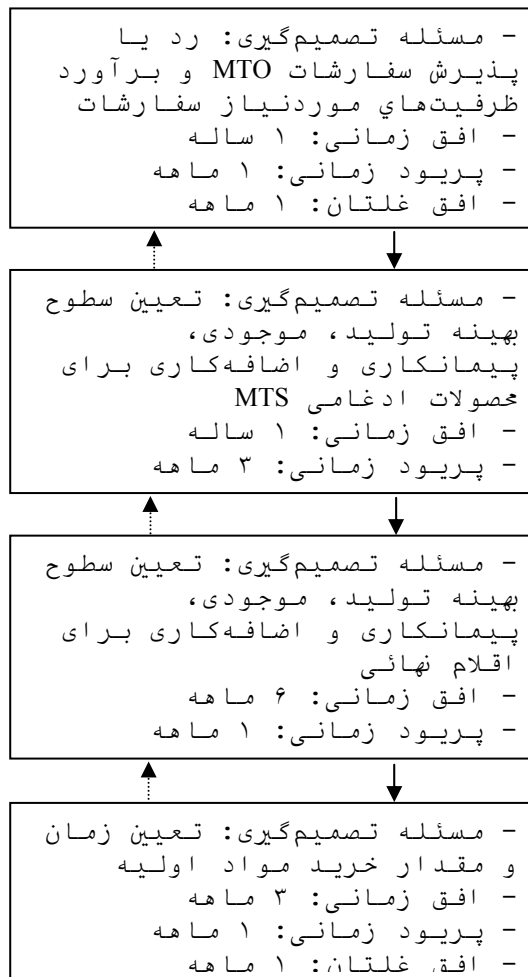 - مسئله تصمیم‌گیری: رد یا
پذیرش سفارشات MTO و برآورد
ظرفیت‌هاي موردنیاز سفارشات
- افق زمانی: ۱ ساله
- پریود زمانی: ۱ ماهه
- افق غلتان: ۱ ماهه
- مسئله تصمیم‌گیری: تعیین سطوح
بهینه تولید، موجودی،
پیمانکاری و اضافه‌کاری برای
محصولات ادغامی MTS
- افق زمانی: ۱ ساله
- پریود زمانی: ۳ ماهه
- مسئله تصمیم‌گیری: تعیین سطوح
بهینه تولید، موجودی،
پیمانکاری و اضافه‌کاری برای
اقلام نهائی
- افق زمانی: ۶ ماهه
- پریود زمانی: ۱ ماهه
- مسئله تصمیم‌گیری: تعیین زمان
و مقدار خرید مواد اولیه
- افق زمانی: ۳ ماهه
- پریود زمانی: ۱ ماهه
- افق غلتان: ۱ ماهه